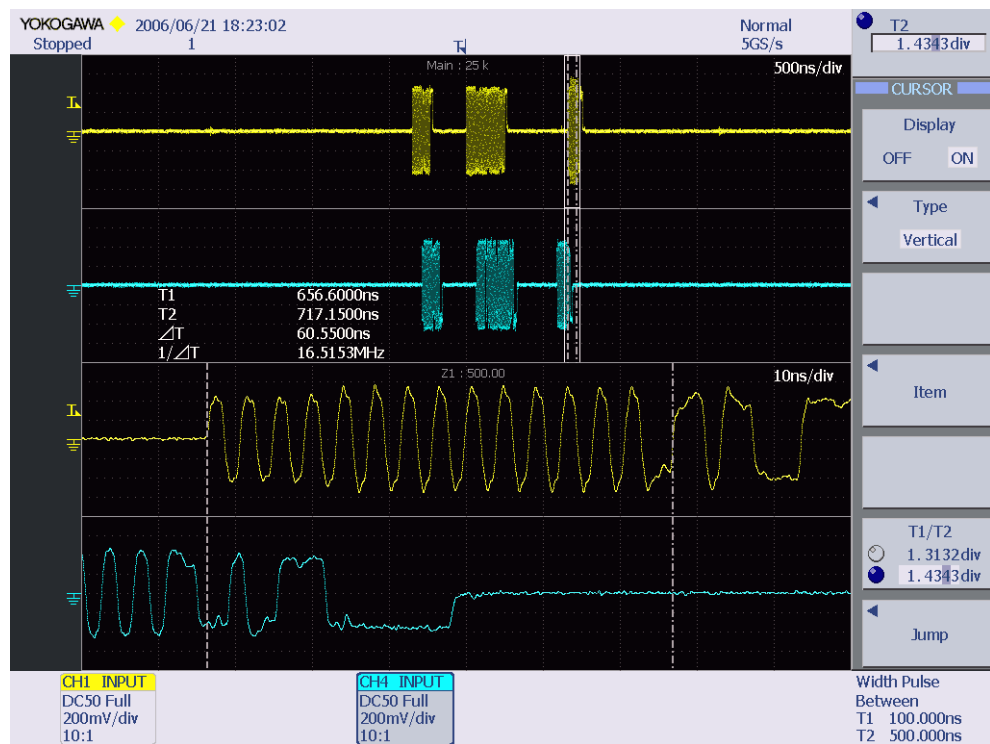 YOKOGAWA 2006/06/21 18:23:02
Stopped 1
Normal
5GS/s
T2
1.4343div
CURSOR
Display
OFF ON
Type
Vertical
Item
T1/T2
1.3132div
1.4343div
Jump
Main : 25 k
500ns/div
T1 656.6000ns
T2 717.1500ns
⊿T 60.5500ns
1/⊿T 16.5153MHz
Z1 : 500.00
10ns/div
CH1 INPUT
DC50 Full
200mV/div
10:1
CH4 INPUT
DC50 Full
200mV/div
10:1
Width Pulse
Between
T1 100.000ns
T2 500.000ns